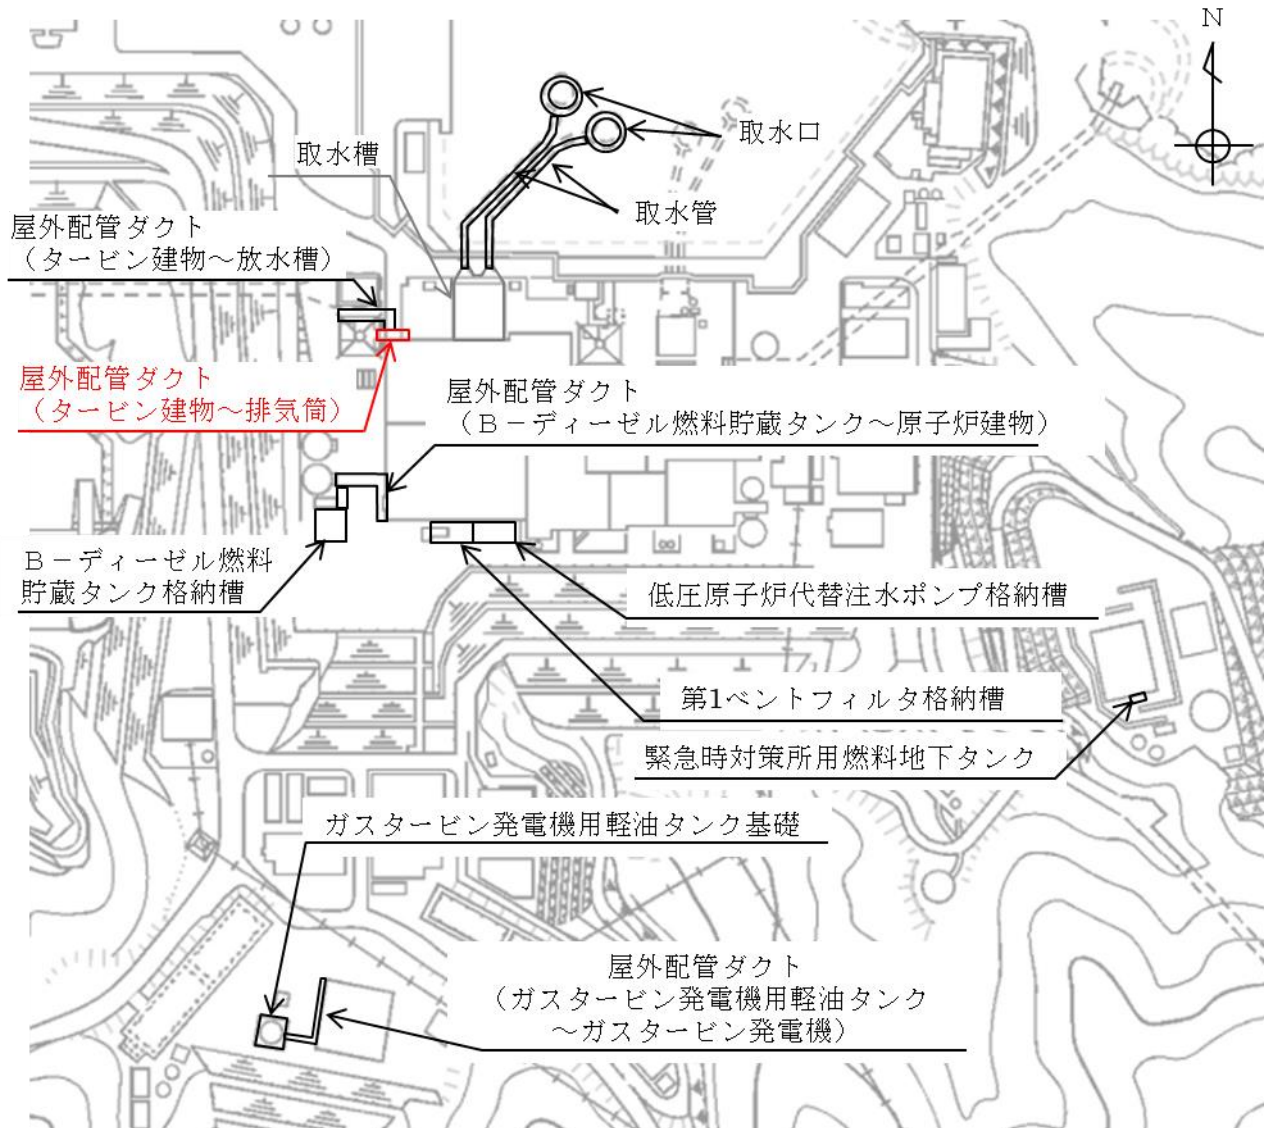 N
取水口
取水槽
取水管
屋外配管ダクト
（タービン建物～放水槽）
屋外配管ダクト
（タービン建物～排気筒）
屋外配管ダクト
（Ｂ－ディーゼル燃料貯蔵タンク～原子炉建物）
Ｂ－ディーゼル燃料
貯蔵タンク格納槽
低圧原子炉代替注水ポンプ格納槽
第1ベントフィルタ格納槽
緊急時対策所用燃料地下タンク
ガスタービン発電機用軽油タンク基礎
屋外配管ダクト
（ガスタービン発電機用軽油タンク
～ガスタービン発電機）